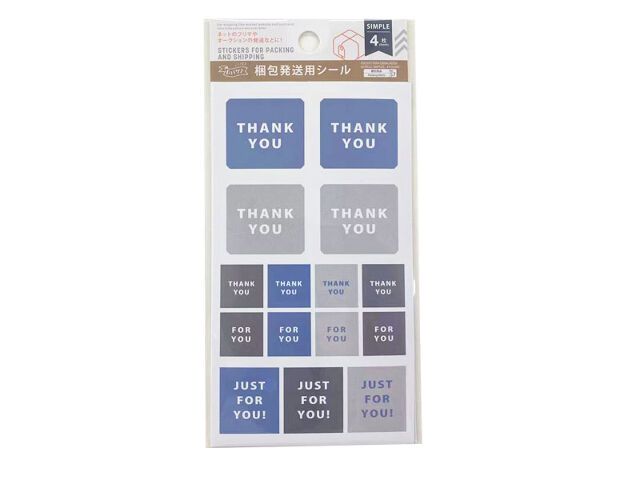 ネットのフリマや
オークションの発送などに!
STICKERS FOR PACKING
AND SHIPPING
梱包発送用シール
SIMPLE
4枚
THANK
YOU
THANK
YOU
THANK
YOU
THANK
YOU
THANK
YOU
THANK
YOU
THANK
YOU
THANK
YOU
FOR
YOU
FOR
YOU
FOR
YOU
FOR
YOU
JUST
FOR
YOU!
JUST
FOR
YOU!
JUST
FOR
YOU!